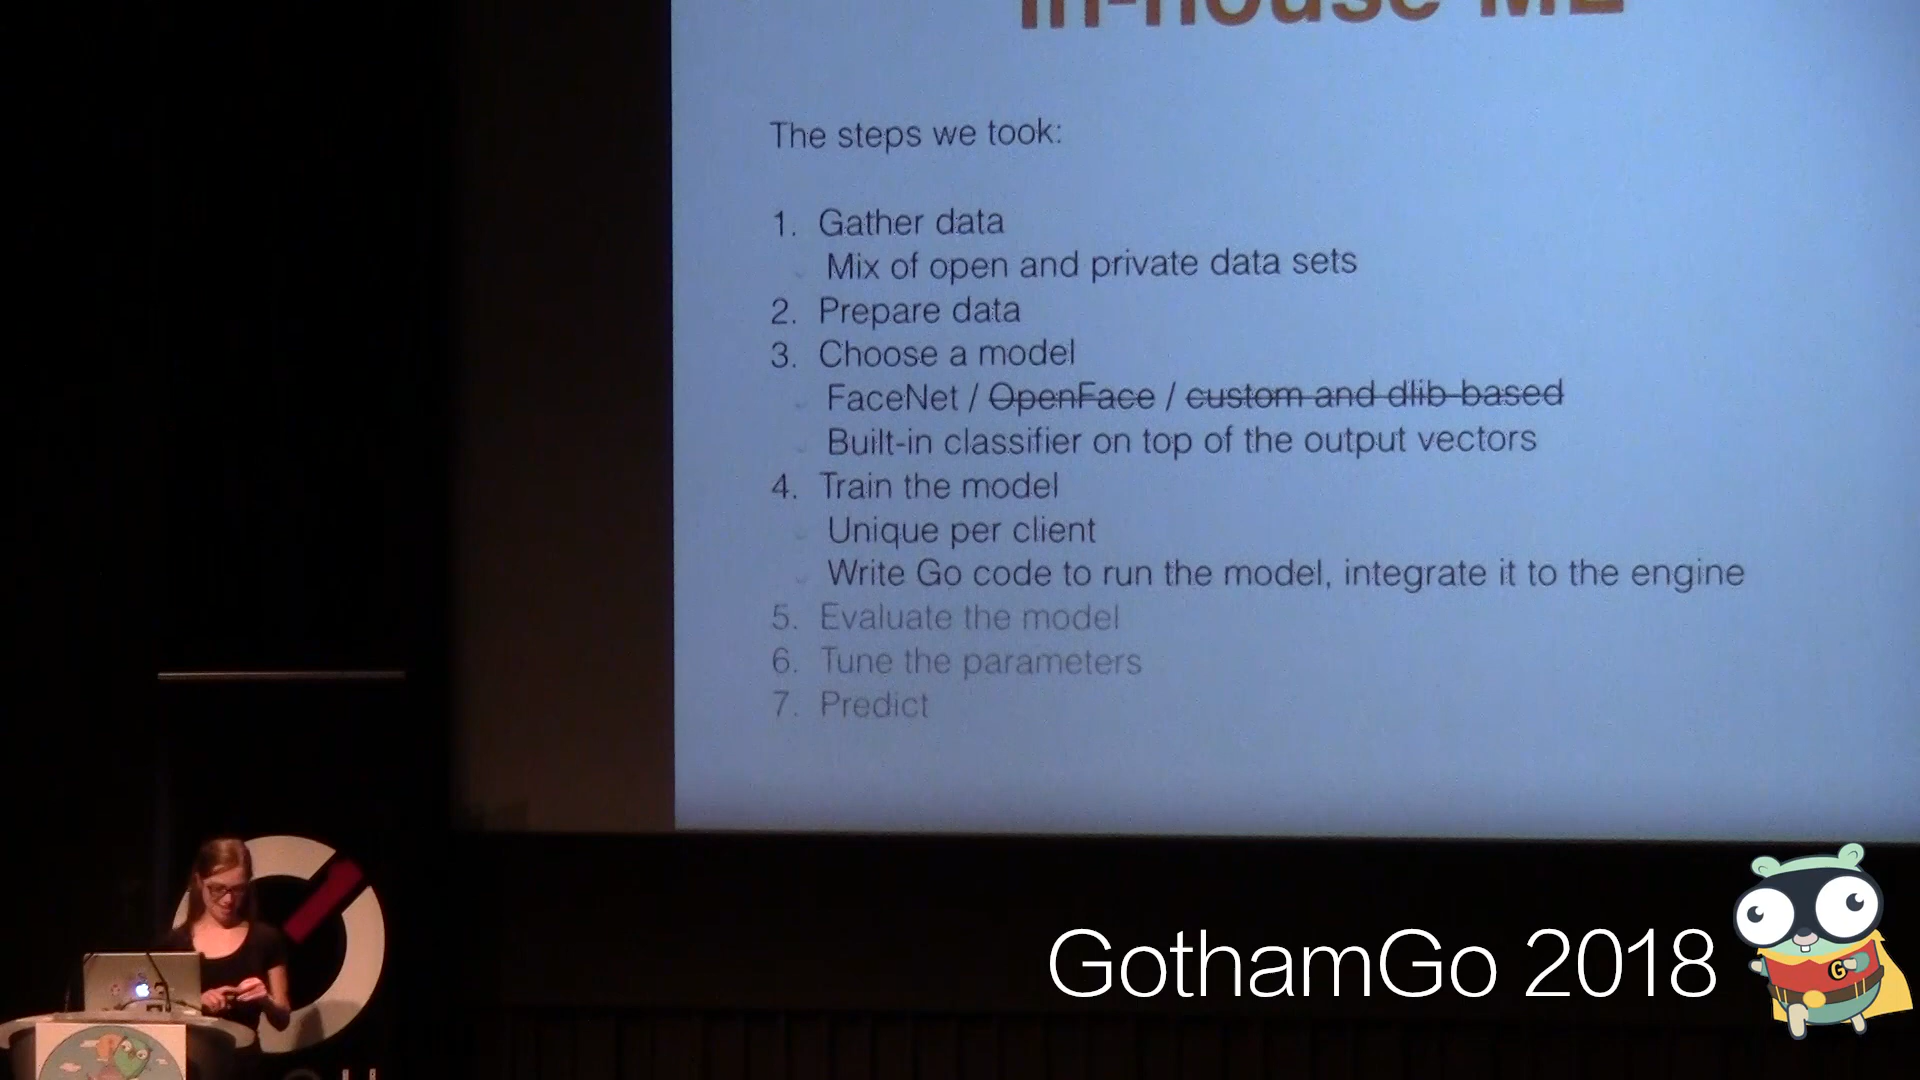 In-house ML
The steps we took:
1. Gather data
Mix of open and private data sets
2. Prepare data
3. Choose a model
FaceNet / OpenFace / custom and dlib-based
Built-in classifier on top of the output vectors
4. Train the model
Unique per client
Write Go code to run the model, integrate it to the engine
5. Evaluate the model
6. Tune the parameters
7. Predict
GothamGo 2018
G